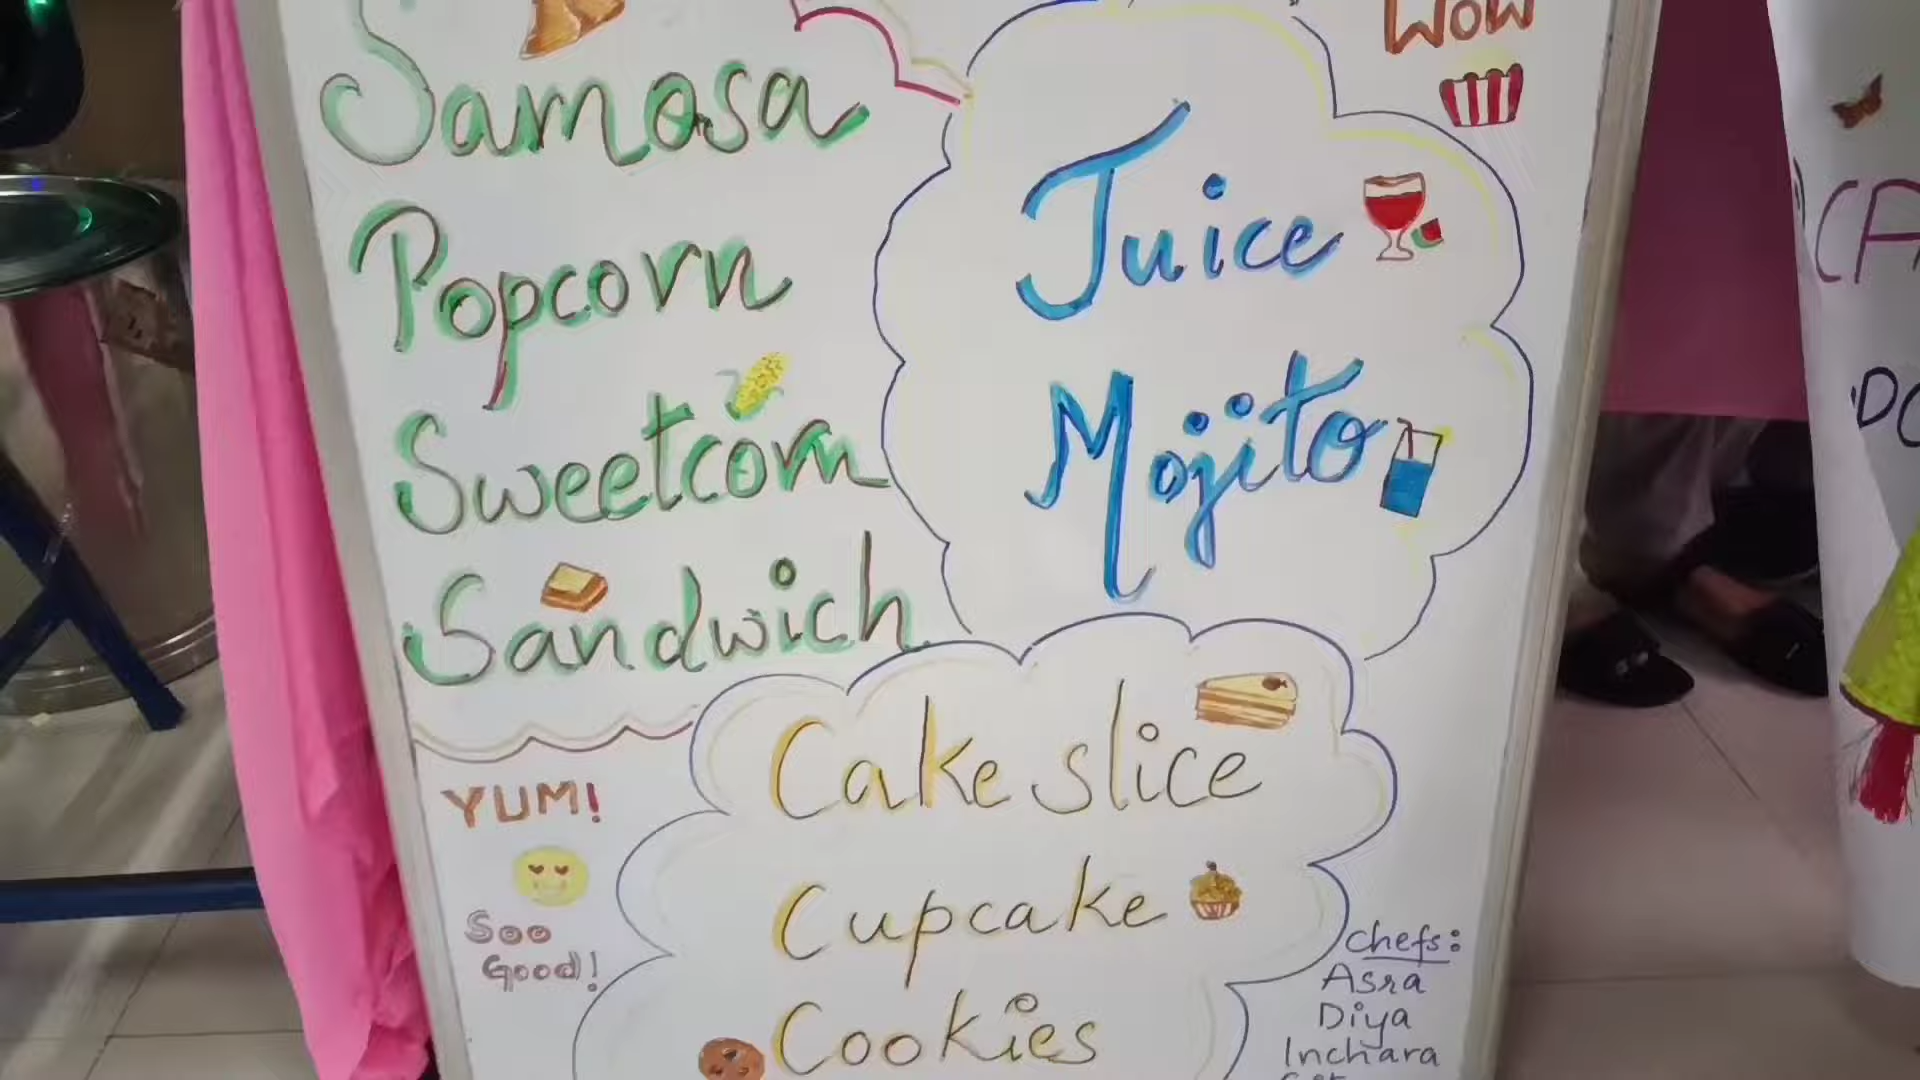 Samosa
Popcorn
Sweetcorn
Sandwich
WOW
Juice
Mojito
Cake slice
Cupcake
Cookies
YUM!
Soo
Good!
Chefs:
Asra
Diya
Inchara